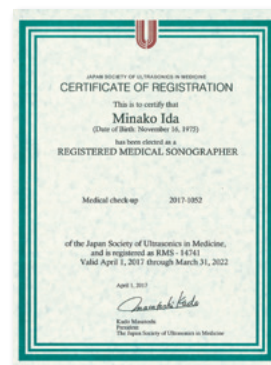 JAPAN SOCIETY OF ULTRASONICS IN MEDICINE
CERTIFICATE OF REGISTRATION
This is to certify that
Minako Ida
(Date of Birth: November 16, 1975)
has been elected as a
REGISTERED MEDICAL SONOGRAPHER
Medical check-up 2017-1052
of the Japan Society of Ultrasonics in Medicine,
and is registered as RMS - 14741
Valid April 1, 2017 through March 31, 2022
April 1, 2017
Kudo Masatoshi
President
The Japan Society of Ultrasonics in Medicine